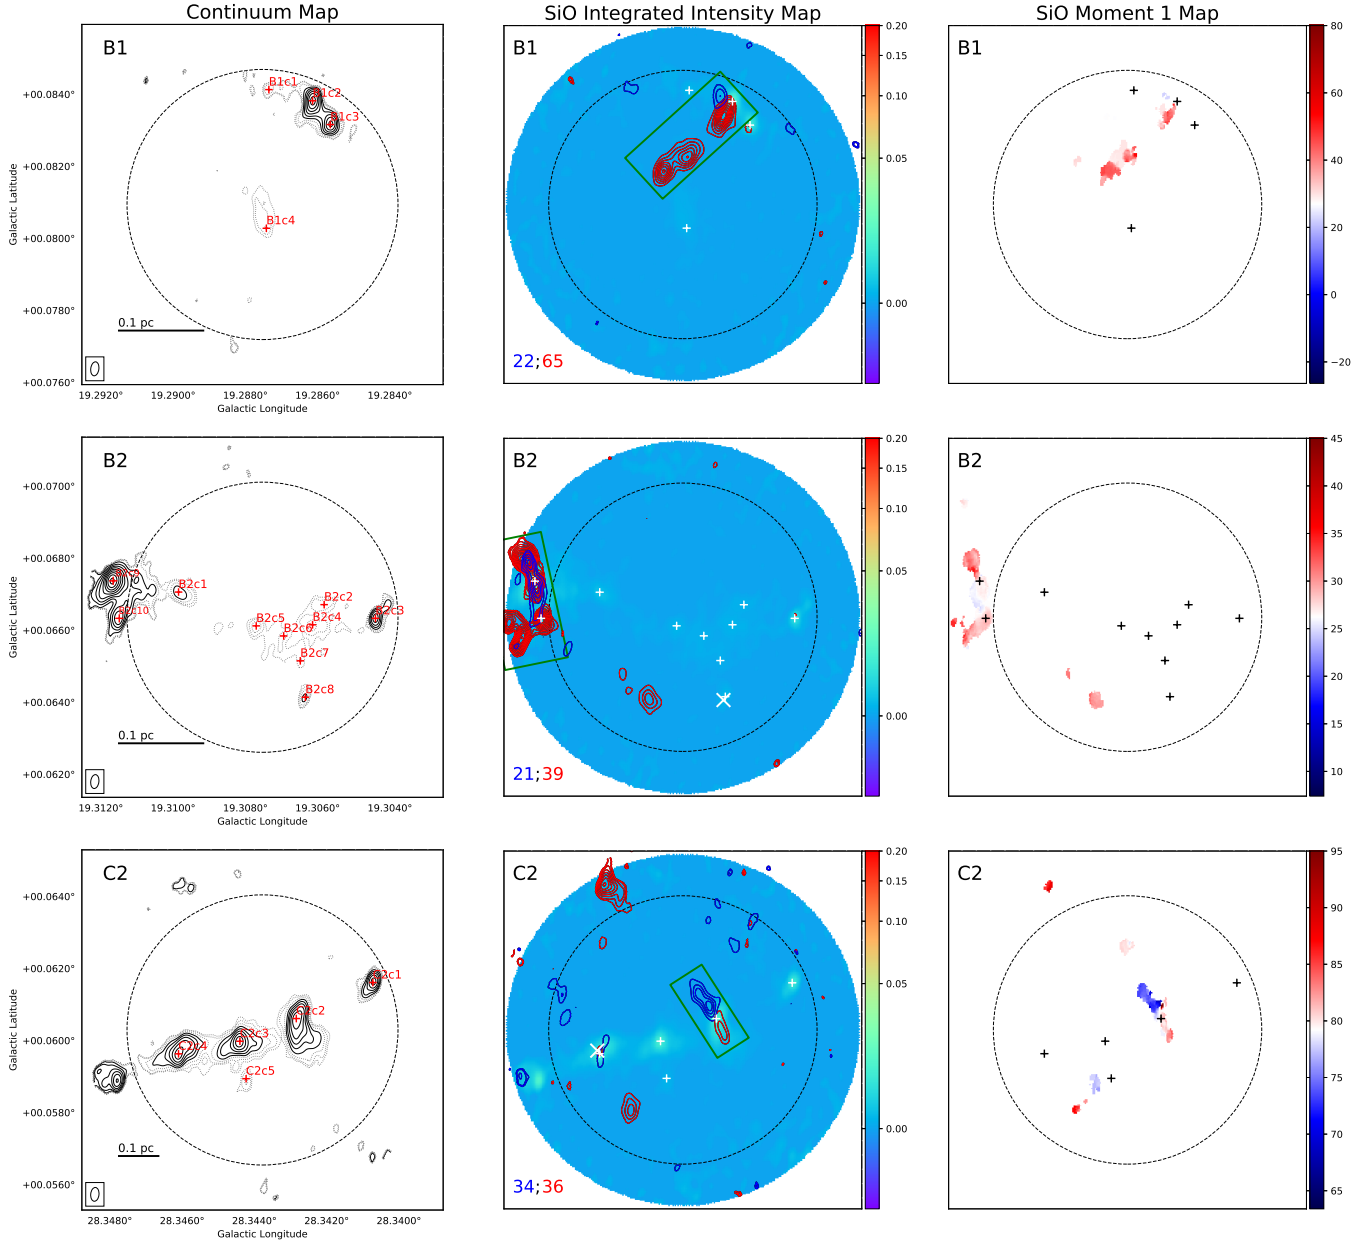 Continuum Map
SiO Integrated Intensity Map
SiO Moment 1 Map
B1
B1c1
B1c3
B1c4
0.1 pc
+00.0840°
+00.0820°
+00.0800°
+00.0780°
+00.0760°
Galactic Latitude
19.2920° 19.2900° 19.2880° 19.2860° 19.2840°
Galactic Longitude
B1
22;65
0.20
0.15
0.10
0.05
0.00
B1
80
60
40
20
0
−20
B2
B2c1
B2c2
B2c4
B2c5
B2c6
B2c7
B2c8
0.1 pc
+00.0700°
+00.0680°
+00.0660°
+00.0640°
+00.0620°
Galactic Latitude
19.3120° 19.3100° 19.3080° 19.3060° 19.3040°
Galactic Longitude
B2
21;39
0.20
0.15
0.10
0.05
0.00
B2
45
40
35
30
25
20
15
10
C2
C2c5
0.1 pc
+00.0640°
+00.0620°
+00.0600°
+00.0580°
+00.0560°
Galactic Latitude
28.3480° 28.3460° 28.3440° 28.3420° 28.3400°
Galactic Longitude
C2
34;36
0.20
0.15
0.10
0.05
0.00
C2
95
90
85
80
75
70
65